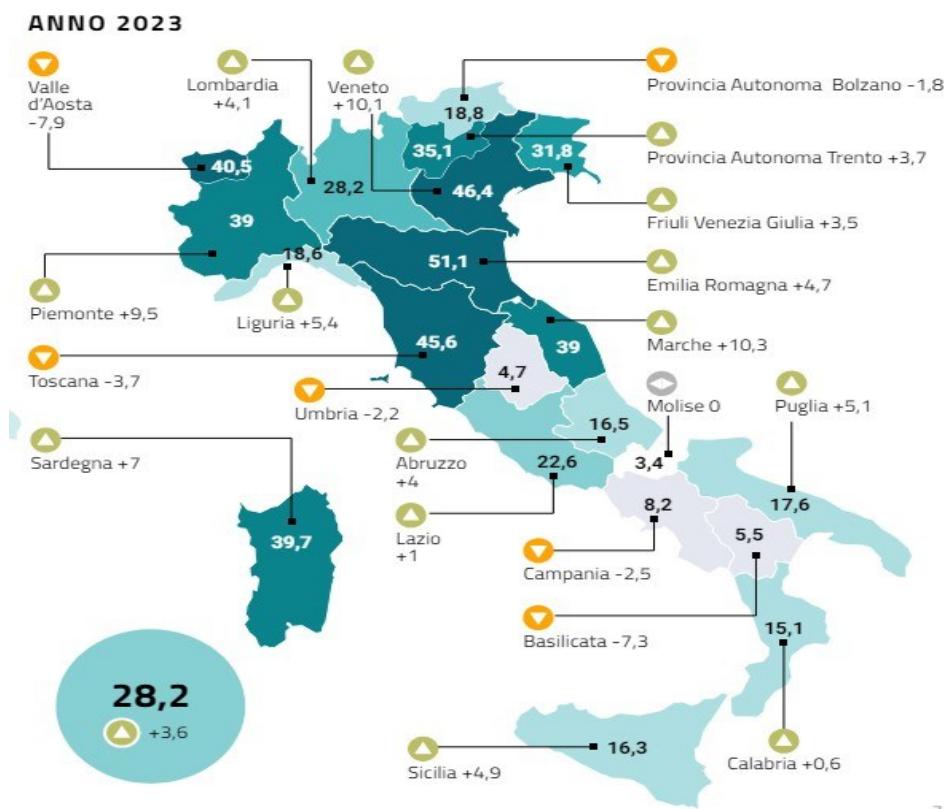 ANNO 2023
Valle
d'Aosta
-7,9
Lombardia
+4,1
Veneto
+10,1
Provincia Autonoma Bolzano -1,8
18,8
Provincia Autonoma Trento +3,7
35,1
31,8
40,5
28,2
46,4
Friuli Venezia Giulia +3,5
39
18,6
51,1
Emilia Romagna +4,7
Piemonte +9,5
Liguria +5,4
Marche +10,3
45,6
39
Toscana -3,7
4,7
Umbria -2,2
Molise 0
Puglia +5,1
16,5
Sardegna +7
Abruzzo
+4
22,6
3,4
17,6
8,2
39,7
5,5
Lazio
+1
Campania -2,5
Basilicata -7,3
15,1
28,2
+3,6
16,3
Sicilia +4,9
Calabria +0,6